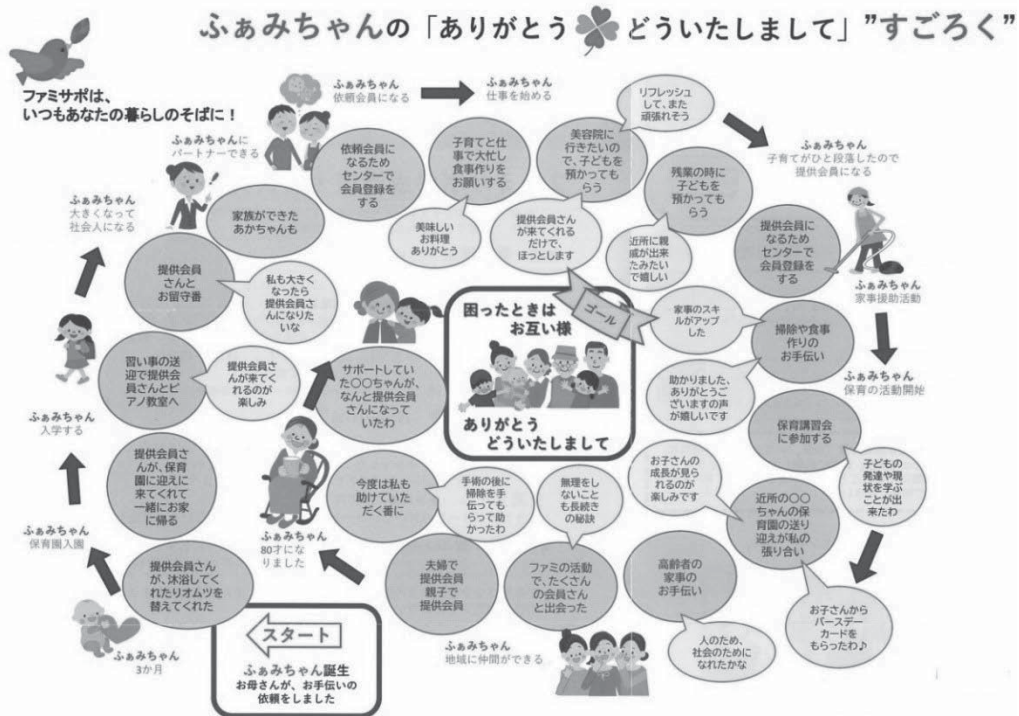 ふぁみちゃんの「ありがとう どういたしまして」”すごろく”
ファミサポは、
いつもあなたの暮らしのそばに！
スタート
ふぁみちゃん誕生
お母さんが、お手伝いの
依頼をしました
ふぁみちゃん
3か月
提供会員さん
が、沐浴してく
れたりオムツを
替えてくれた
ふぁみちゃん
保育園入園
提供会員さ
んが、保育
園に迎えに
来てくれて
一緒にお家
に帰る
ふぁみちゃん
入学する
習い事の送
迎で提供会
員さんとピ
アノ教室へ
提供会員さ
んが来てく
れるのが
楽しみ
提供会員
さんと
お留守番
私も大きく
なったら
提供会員さ
んになりた
いな
ふぁみちゃん
大きくなって
社会人になる
ふぁみちゃんに
パートナーできる
家族ができた
あかちゃんも
ふぁみちゃん
依頼会員になる
依頼会員に
なるため
センターで
会員登録を
する
ふぁみちゃん
仕事を始める
子育てと仕
事で大忙し
食事作りを
お願いする
美味しい
お料理
ありがとう
美容院に
行きたいの
で、子どもを
預かっても
らう
リフレッシュ
して、また
頑張れそう
提供会員さん
が来てくれる
だけで、
ほっとします
残業の時に
子どもを
預かっても
らう
近所に親
戚が出来
たみたい
で嬉しい
ふぁみちゃん
子育てがひと段落したので
提供会員になる
提供会員に
なるため
センターで
会員登録を
する
ふぁみちゃん
家事援助活動
掃除や食事
作りの
お手伝い
家事のスキ
ルがアップ
した
助かりました、
ありがとうご
ざいますの声
が嬉しいです
ふぁみちゃん
保育の活動開始
保育講習会
に参加する
子どもの
発達や現
状を学ぶ
ことが出
来たわ
近所の〇〇
ちゃんの保
育園の送り
迎えが私の
張り合い
お子さんの
成長が見ら
れるのが
楽しみです
お子さんから
バースデー
カードを
もらったわ♪
高齢者の
家事の
お手伝い
人のため、
社会のために
なれたかな
ファミの活動
で、たくさん
の会員さん
と出会った
無理をし
ないこと
も長続き
の秘訣
ふぁみちゃん
地域に仲間ができる
夫婦で
提供会員
親子で
提供会員
ふぁみちゃん
80才にな
りました
今度は私も
助けていた
だく番に
手術の後に
掃除を手
伝っても
らって助
かったわ
サポートしてい
た〇〇ちゃんが、
なんと提供会員
さんになって
いたわ
ゴール
困ったときは
お互い様
ありがとう
どういたしまして